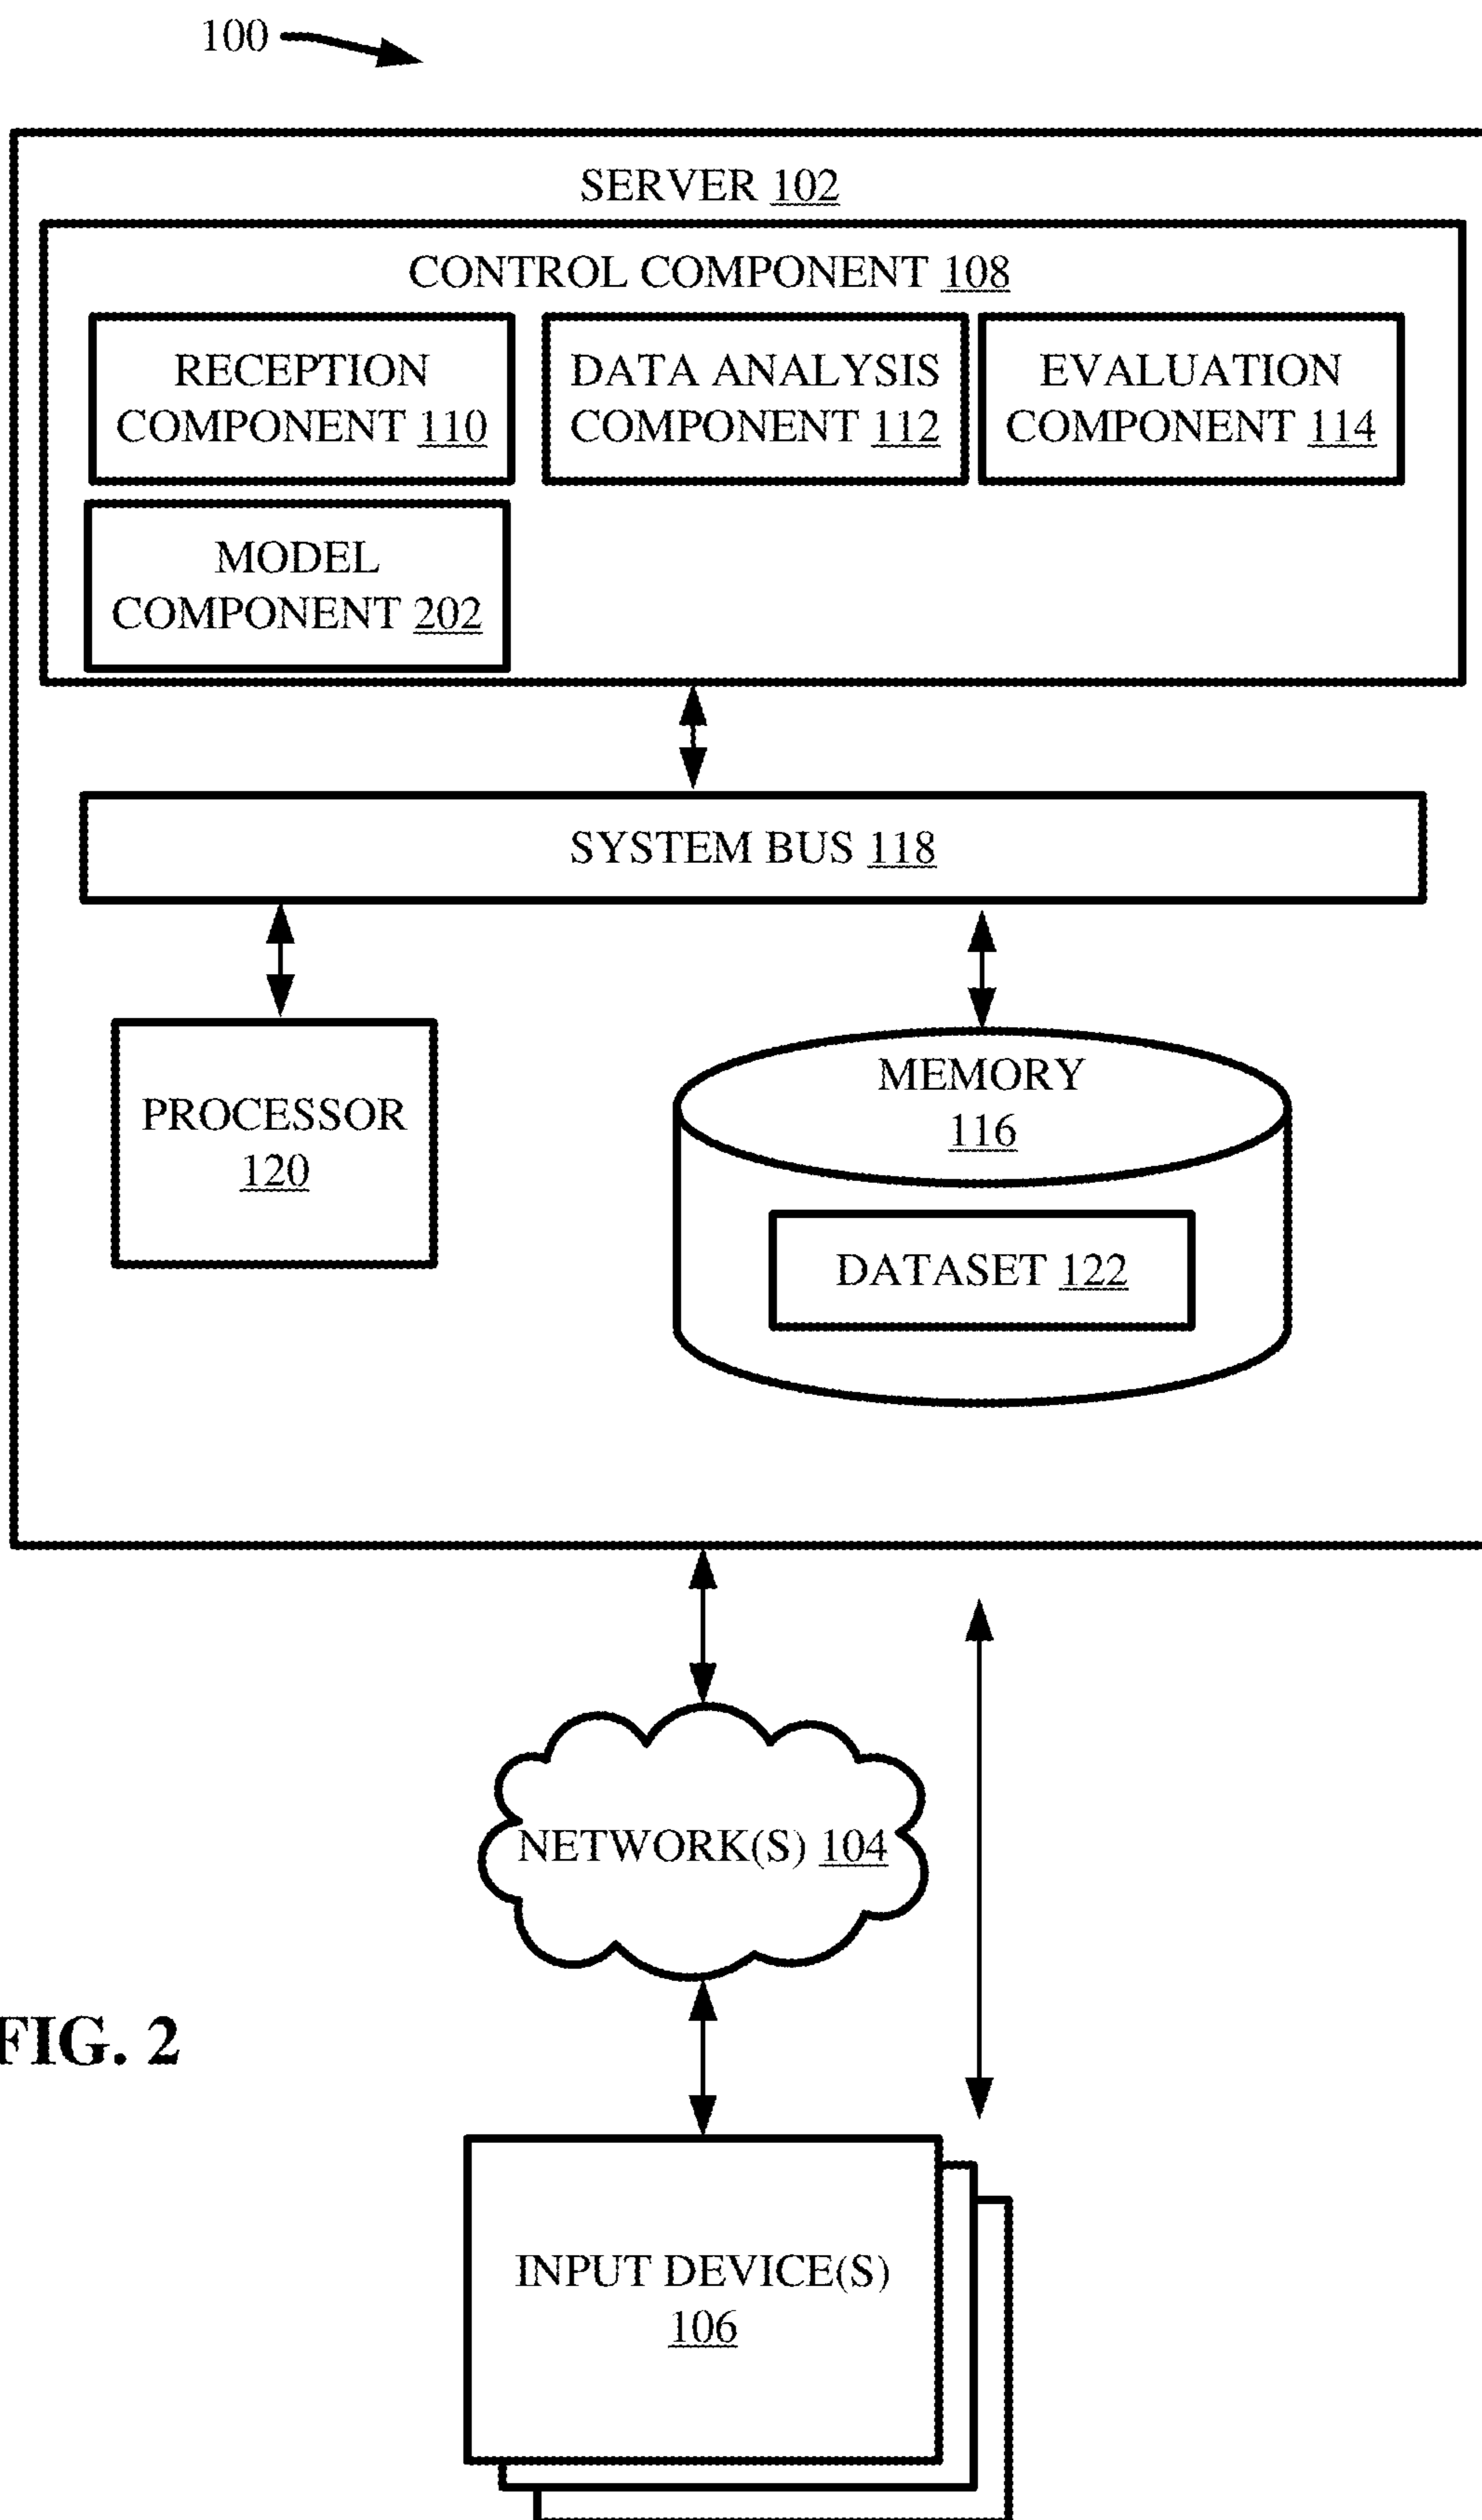 100
SERVER 102
CONTROL COMPONENT 108
RECEPTION
COMPONENT 110
DATA ANALYSIS
COMPONENT 112
EVALUATION
COMPONENT 114
MODEL
COMPONENT 202
SYSTEM BUS 118
PROCESSOR
120
MEMORY
116
DATASET 122
NETWORK(S) 104
FIG. 2
INPUT DEVICE(S)
106